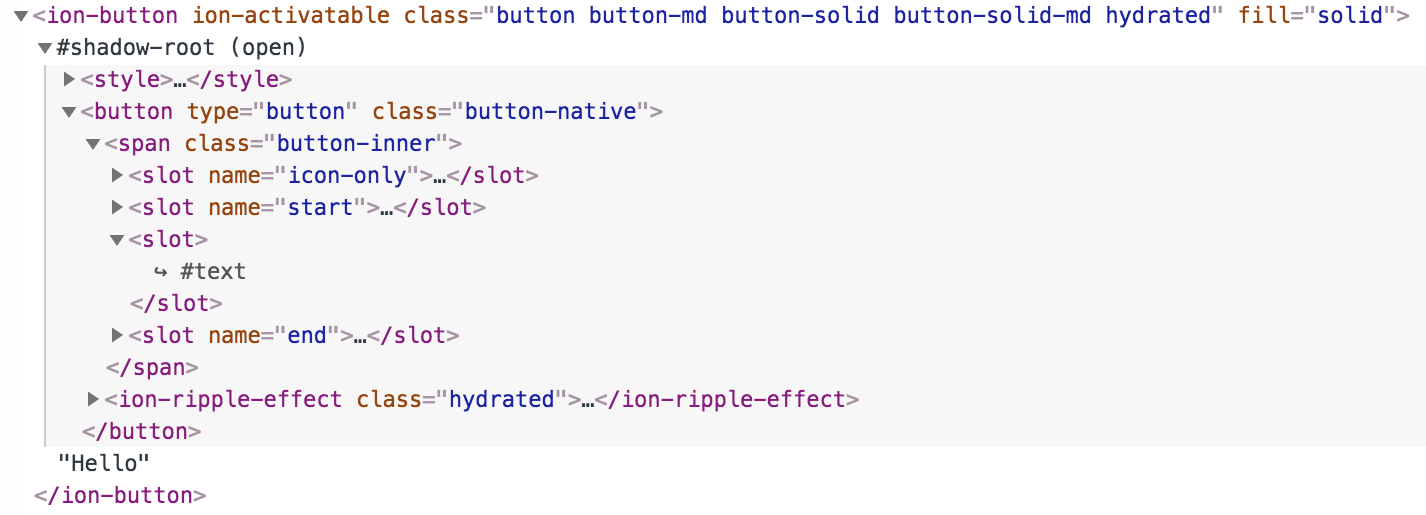 ▼<ion-button ion-activatable class="button button-md button-solid button-solid-md hydrated" fill="solid">
▼#shadow-root (open)
▶<style>…</style>
▼<button type="button" class="button-native">
▼<span class="button-inner">
▶<slot name="icon-only">…</slot>
▶<slot name="start">…</slot>
▼<slot>
↪ #text
</slot>
▶<slot name="end">…</slot>
</span>
▶<ion-ripple-effect class="hydrated">…</ion-ripple-effect>
</button>
"Hello"
</ion-button>